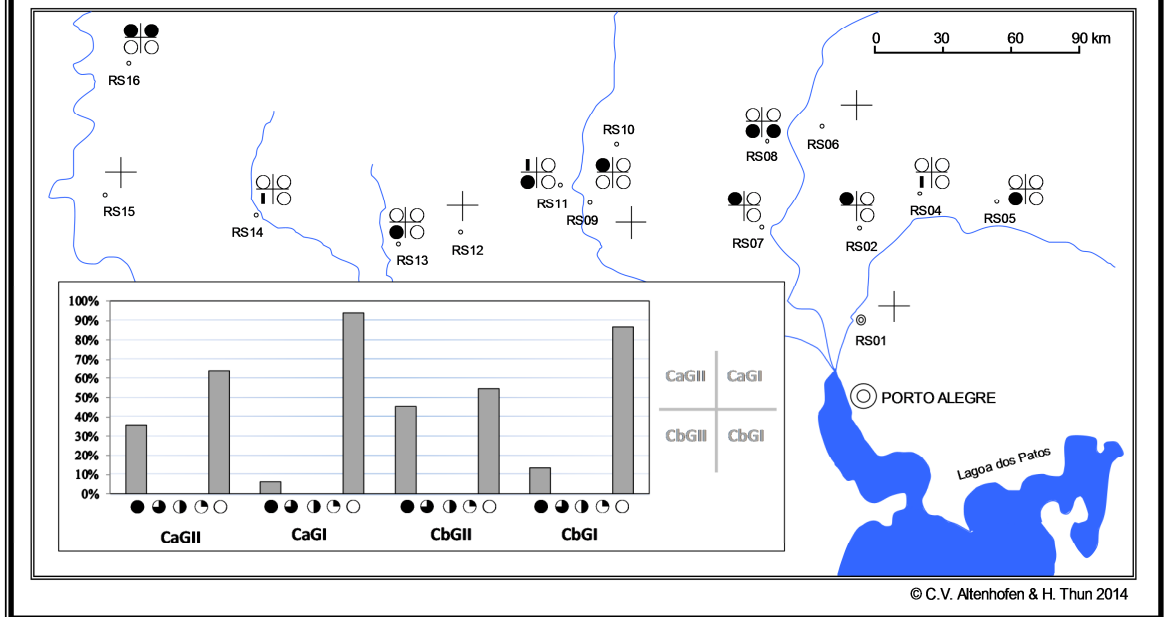 0 30 60 90 km
RS16
RS10
RS08
RS06
RS15
RS14
RS13
RS12
RS11
RS09
RS07
RS02
RS04
RS05
RS01
PORTO ALEGRE
Lagoa dos Patos
100%
90%
80%
70%
60%
50%
40%
30%
20%
10%
0%
CaGII CaGI CbGII CbGI
CaGII CaGI
CbGII CbGI
© C.V. Altenhofen & H. Thun 2014